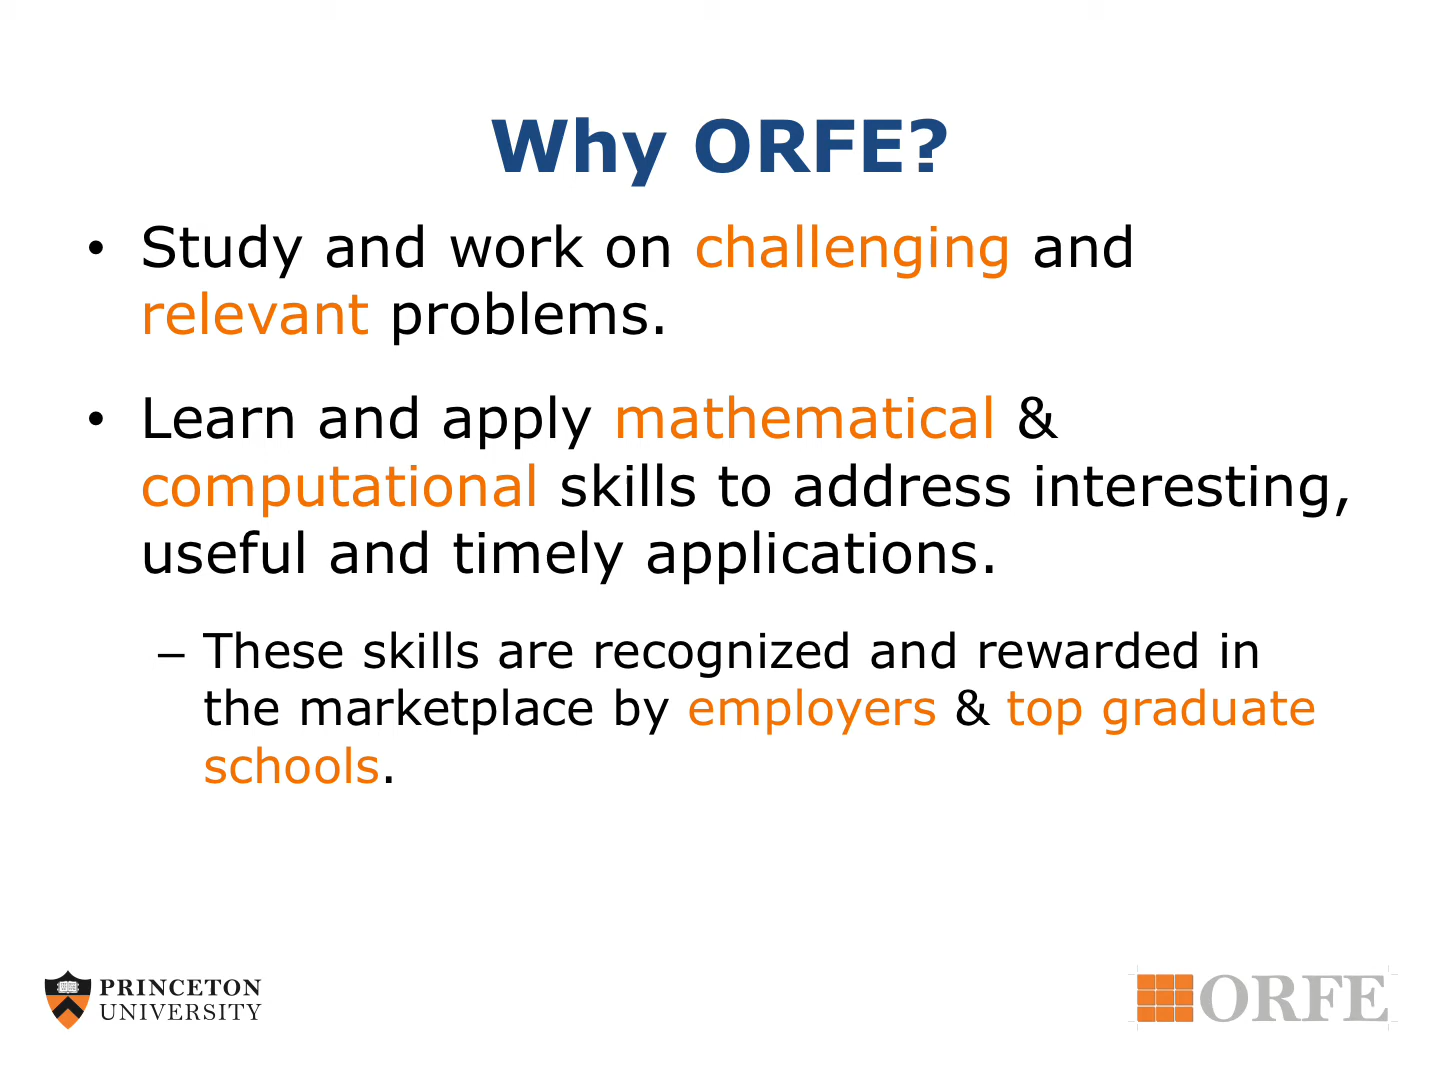 Why ORFE?
• Study and work on challenging and
relevant problems.
• Learn and apply mathematical &
computational skills to address interesting,
useful and timely applications.
– These skills are recognized and rewarded in
the marketplace by employers & top graduate
schools.
PRINCETON
UNIVERSITY
ORFE